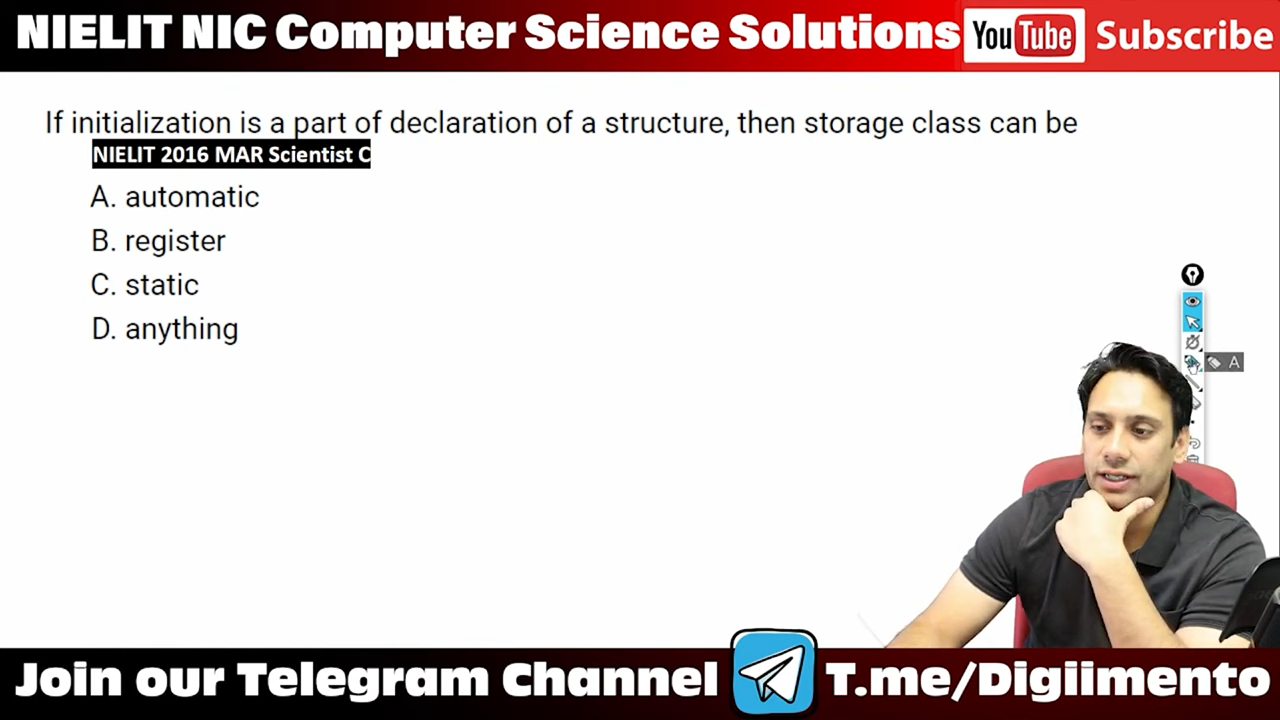 NIELIT NIC Computer Science Solutions YouTube Subscribe
If initialization is a part of declaration of a structure, then storage class can be
NIELIT 2016 MAR Scientist C
A. automatic
B. register
C. static
D. anything
A
Join our Telegram Channel T.me/Digiimento